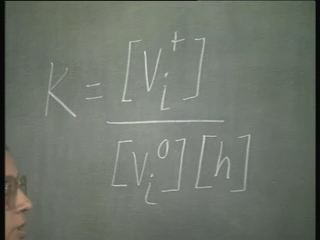 K = [V_i^+] / [V_i^0][h]